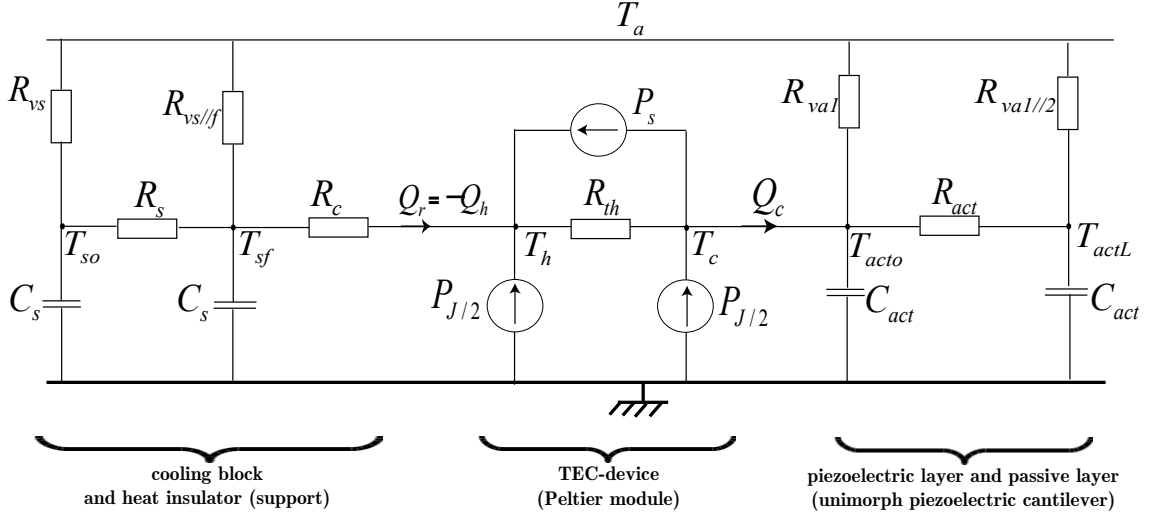 T_a
R_vs
R_vs//f
P_s
R_va1
R_va1//2
R_s
R_c
Q_r = -Q_h
R_th
Q_c
R_act
T_so
T_sf
T_h
T_c
T_acto
T_actL
C_s
C_s
P_J/2
P_J/2
C_act
C_act
cooling block
and heat insulator (support)
TEC-device
(Peltier module)
piezoelectric layer and passive layer
(unimorph piezoelectric cantilever)